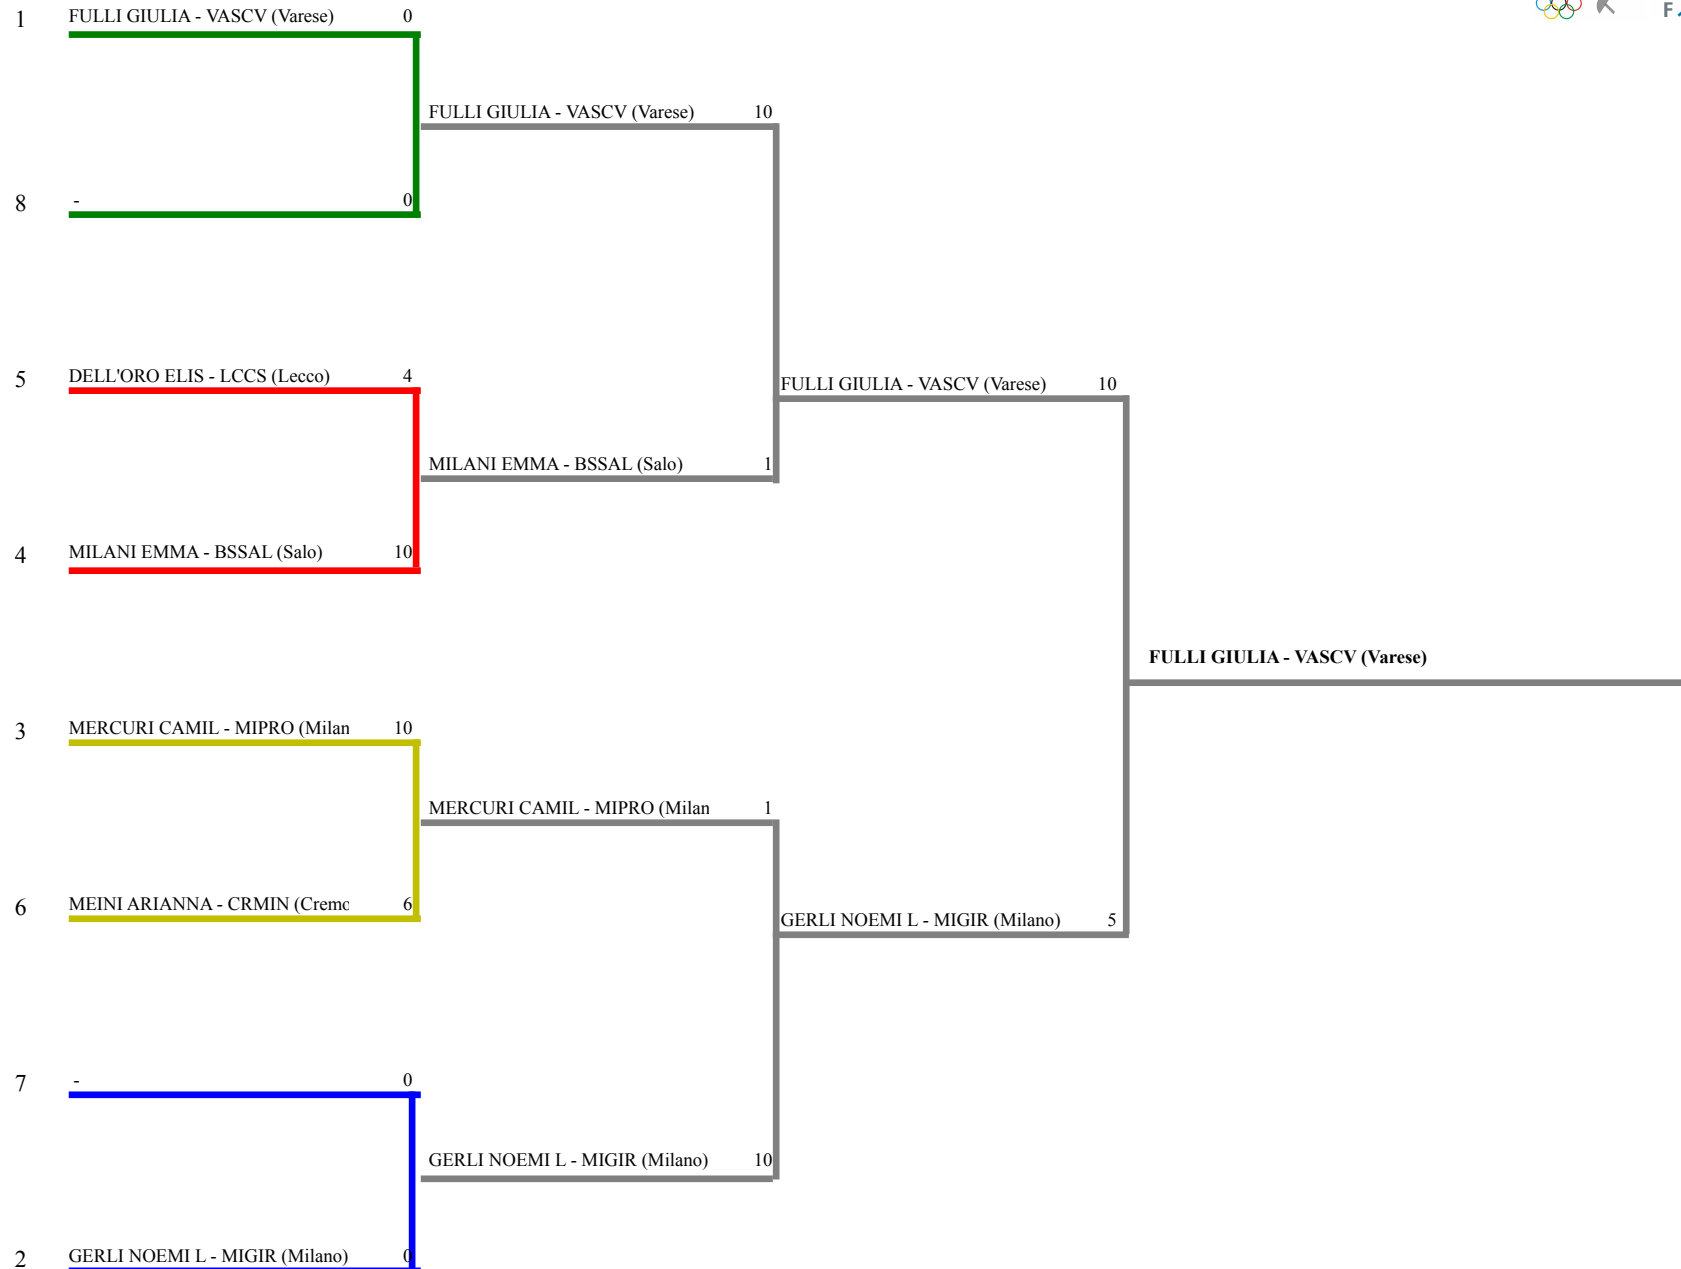 1 FULLI GIULIA - VASCV (Varese) 0
F
FULLI GIULIA - VASCV (Varese) 10
8 - 0
5 DELL'ORO ELIS - LCCS (Lecco) 4
FULLI GIULIA - VASCV (Varese) 10
MILANI EMMA - BSSAL (Salo) 1
4 MILANI EMMA - BSSAL (Salo) 10
FULLI GIULIA - VASCV (Varese)
3 MERCURI CAMIL - MIPRO (Milan 10
MERCURI CAMIL - MIPRO (Milan 1
6 MEINI ARIANNA - CRMIN (Cremo 6
GERLI NOEMI L - MIGIR (Milano) 5
7 - 0
GERLI NOEMI L - MIGIR (Milano) 10
2 GERLI NOEMI L - MIGIR (Milano) 0